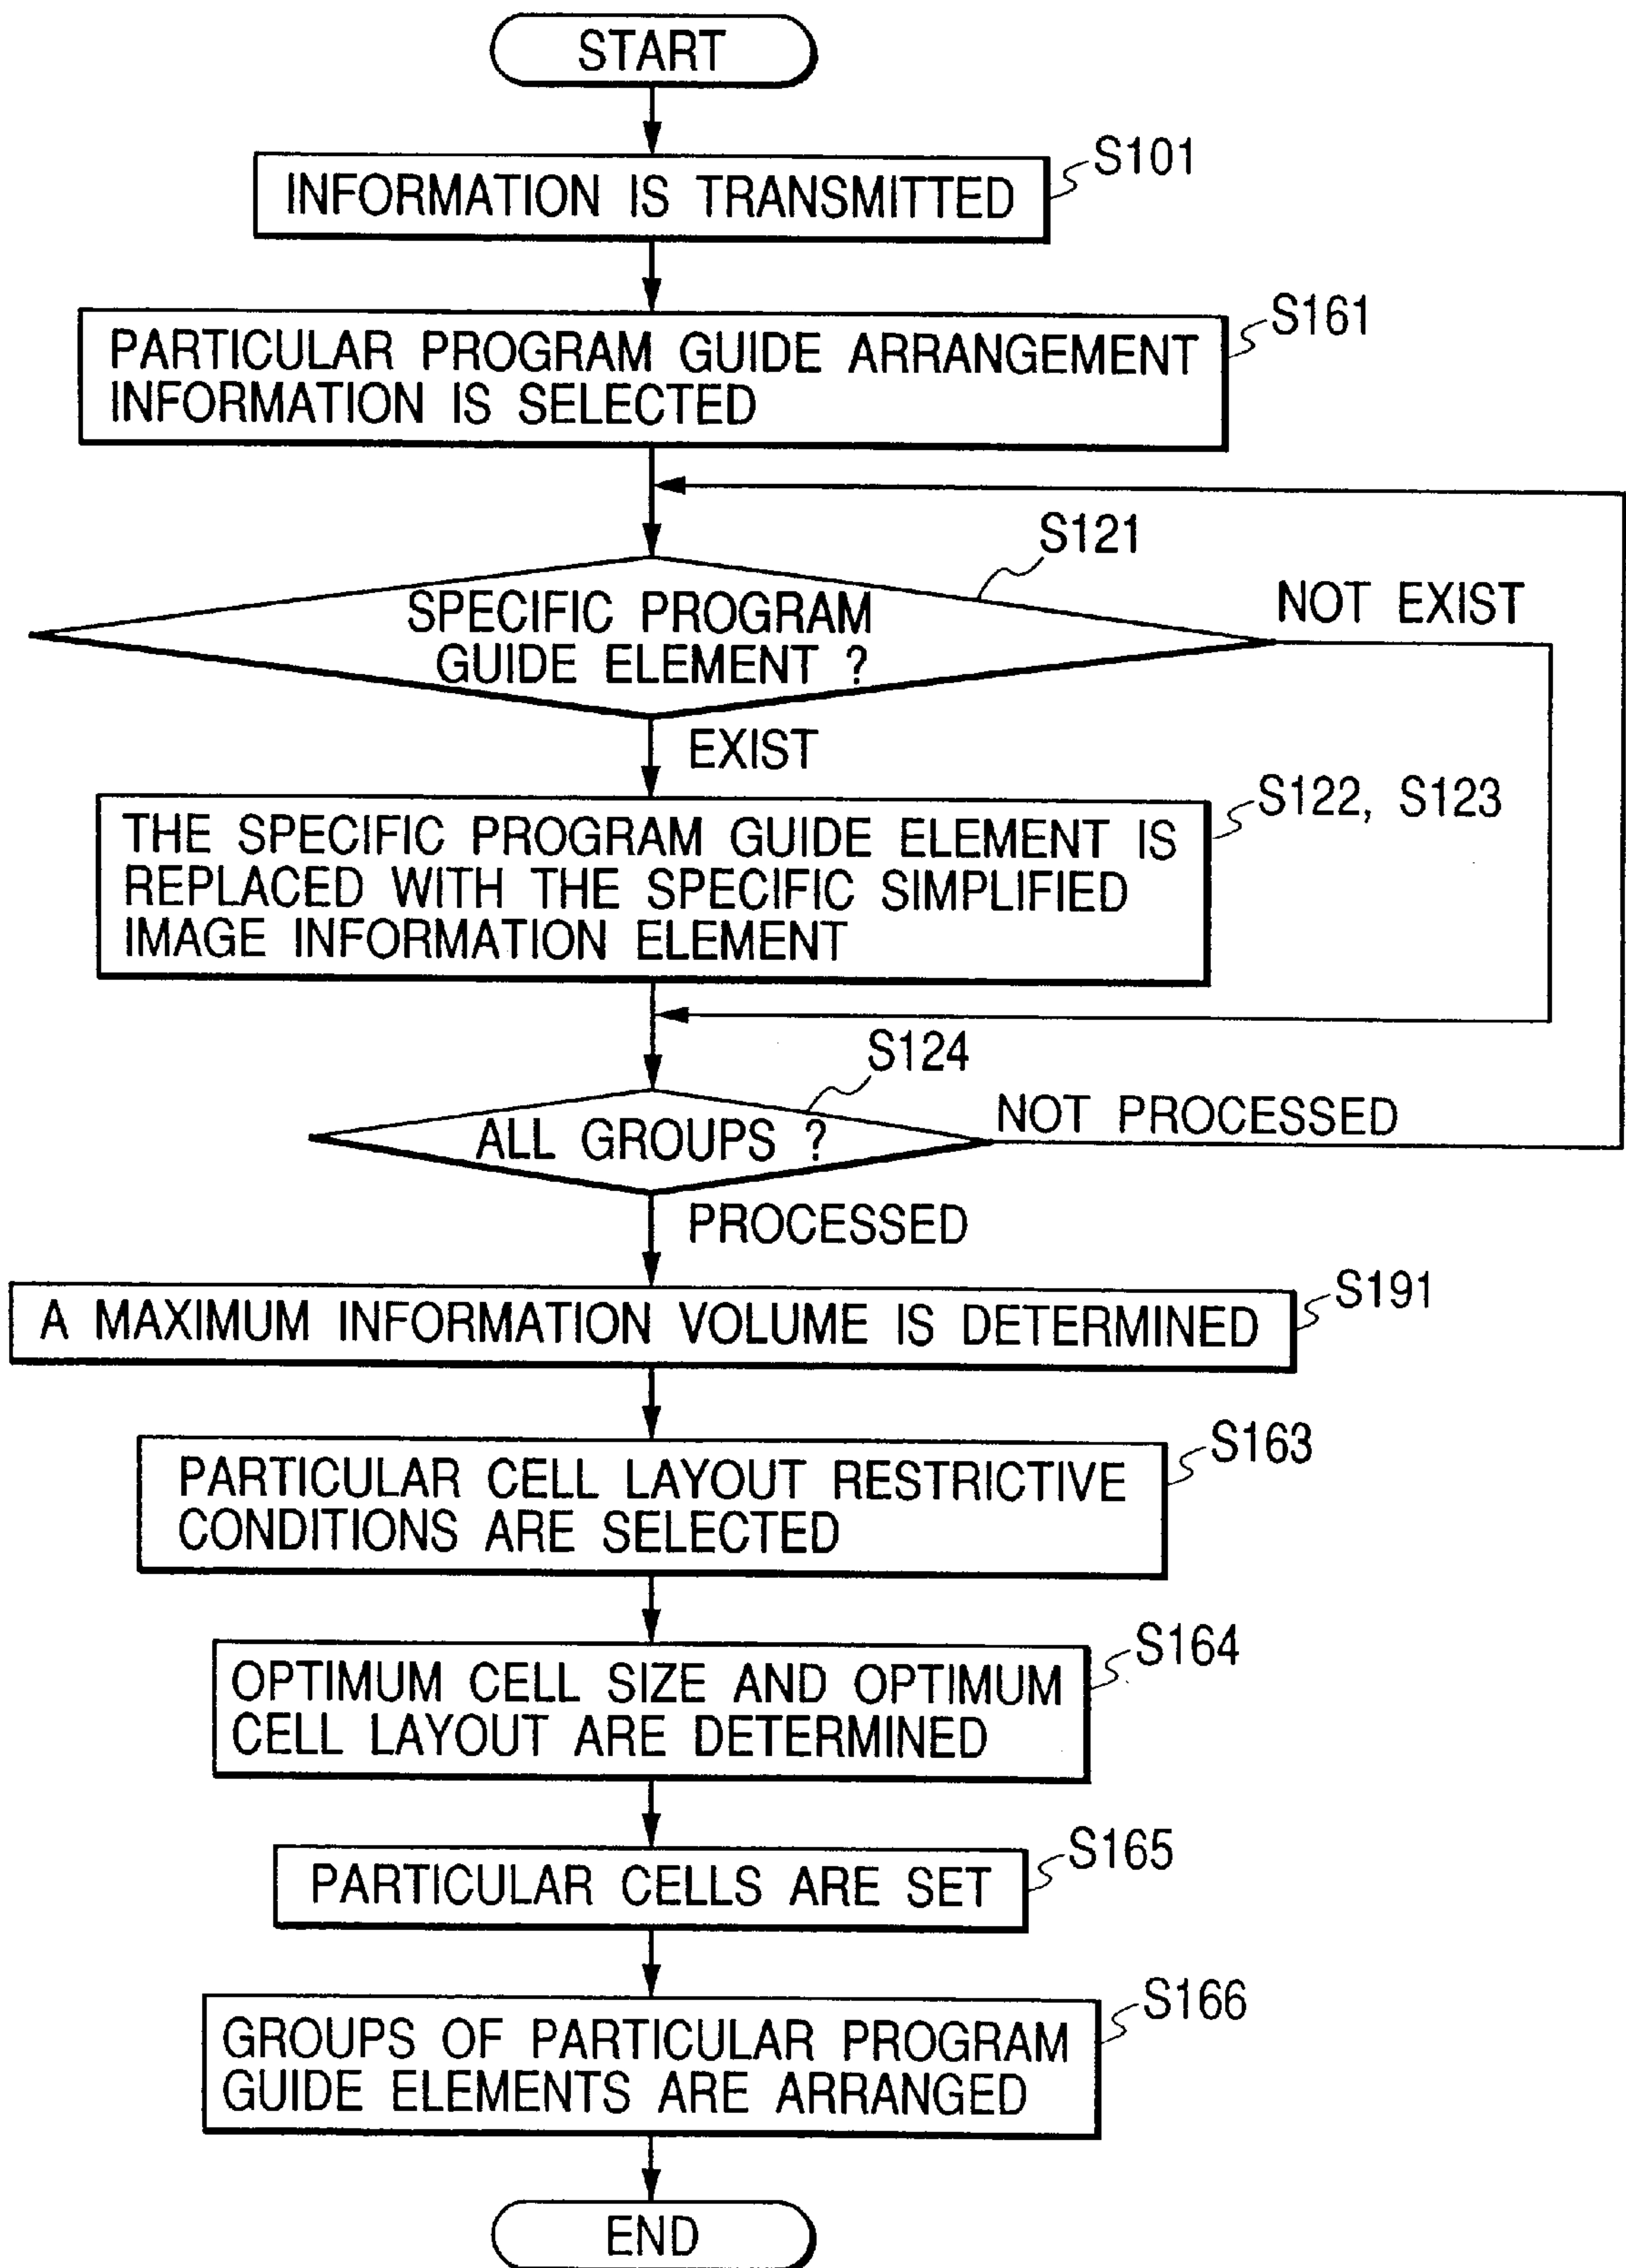 START
S101
INFORMATION IS TRANSMITTED
S161
PARTICULAR PROGRAM GUIDE ARRANGEMENT
INFORMATION IS SELECTED
S121
SPECIFIC PROGRAM
GUIDE ELEMENT ?
NOT EXIST
EXIST
S122, S123
THE SPECIFIC PROGRAM GUIDE ELEMENT IS
REPLACED WITH THE SPECIFIC SIMPLIFIED
IMAGE INFORMATION ELEMENT
S124
ALL GROUPS ?
NOT PROCESSED
PROCESSED
S191
A MAXIMUM INFORMATION VOLUME IS DETERMINED
S163
PARTICULAR CELL LAYOUT RESTRICTIVE
CONDITIONS ARE SELECTED
S164
OPTIMUM CELL SIZE AND OPTIMUM
CELL LAYOUT ARE DETERMINED
S165
PARTICULAR CELLS ARE SET
S166
GROUPS OF PARTICULAR PROGRAM
GUIDE ELEMENTS ARE ARRANGED
END